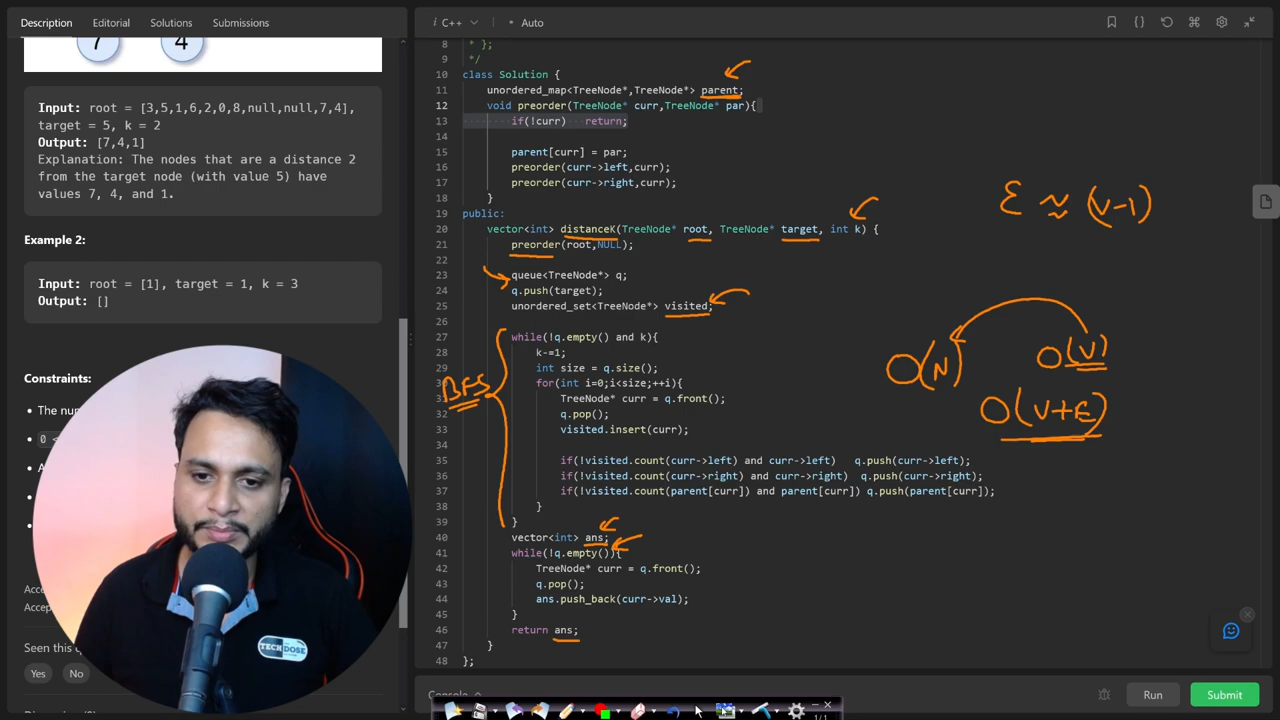 Description Editorial Solutions Submissions
7 4
Input: root = [3,5,1,6,2,0,8,null,null,7,4],
target = 5, k = 2
Output: [7,4,1]
Explanation: The nodes that are a distance 2
from the target node (with value 5) have
values 7, 4, and 1.
Example 2:
Input: root = [1], target = 1, k = 3
Output: []
Constraints:
The
0 <
Seen this
Yes No
TECHDOSE
i C++ • Auto
8 * };
9 */
10 class Solution {
11 unordered_map<TreeNode*,TreeNode*> parent;
12 void preorder(TreeNode* curr,TreeNode* par){
13 if(!curr) return;
14
15 parent[curr] = par;
16 preorder(curr->left,curr);
17 preorder(curr->right,curr);
18 }
19 public:
20 vector<int> distanceK(TreeNode* root, TreeNode* target, int k) {
21 preorder(root,NULL);
22
23 queue<TreeNode*> q;
24 q.push(target);
25 unordered_set<TreeNode*> visited;
26
27 while(!q.empty() and k){
28 k-=1;
29 int size = q.size();
30 for(int i=0;i<size;++i){
31 TreeNode* curr = q.front();
32 q.pop();
33 visited.insert(curr);
34
35 if(!visited.count(curr->left) and curr->left) q.push(curr->left);
36 if(!visited.count(curr->right) and curr->right) q.push(curr->right);
37 if(!visited.count(parent[curr]) and parent[curr]) q.push(parent[curr]);
38 }
39 }
40 vector<int> ans;
41 while(!q.empty()){
42 TreeNode* curr = q.front();
43 q.pop();
44 ans.push_back(curr->val);
45 }
46 return ans;
47 }
48 };
BFS
E ≈ (V-1)
O(N) O(V)
O(V+E)
Console
Run Submit
1/1